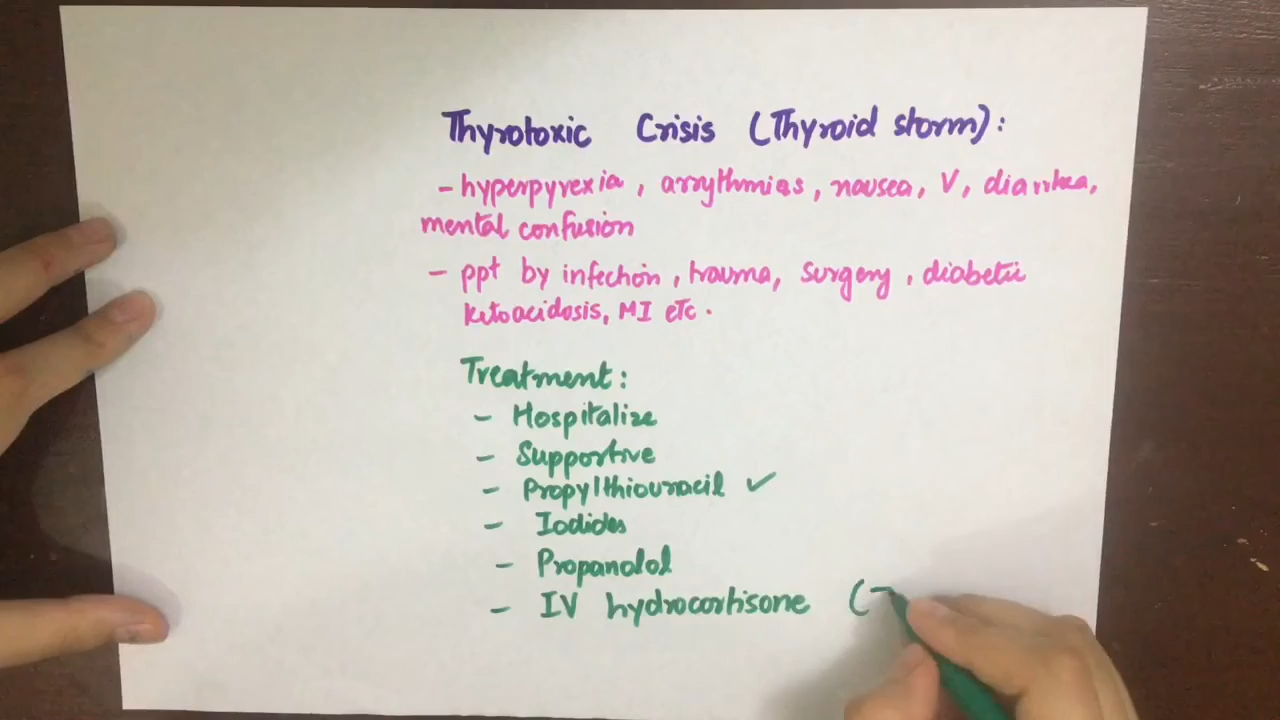 Thyrotoxic Crisis (Thyroid storm):
- hyperpyrexia, arrythmias, nausea, V, diarrhea,
mental confusion
- ppt by infection, trauma, surgery, diabetic
ketoacidosis, MI etc.
Treatment:
- Hospitalize
- Supportive
- Propylthiouracil ✓
- Iodides
- Propanolol
- IV hydrocortisone (